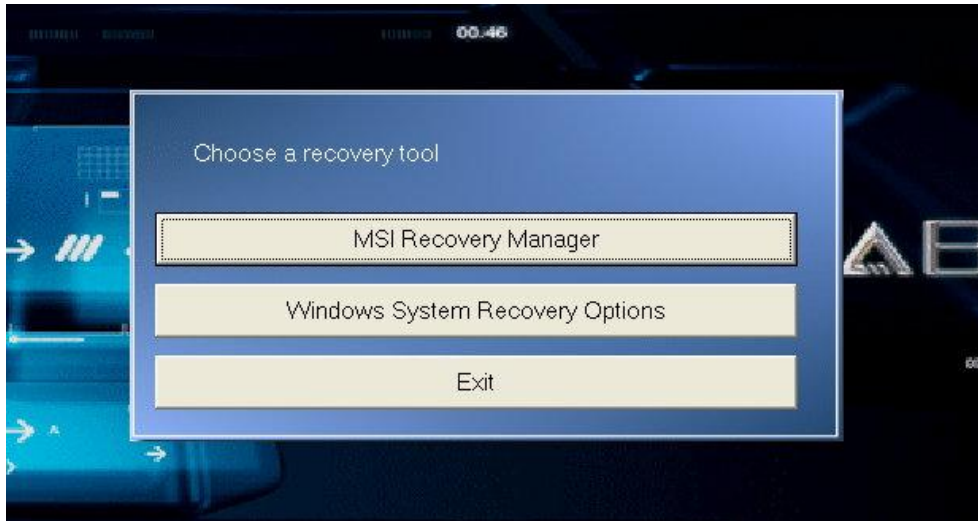 00.46
Choose a recovery tool
MSI Recovery Manager
Windows System Recovery Options
Exit
A